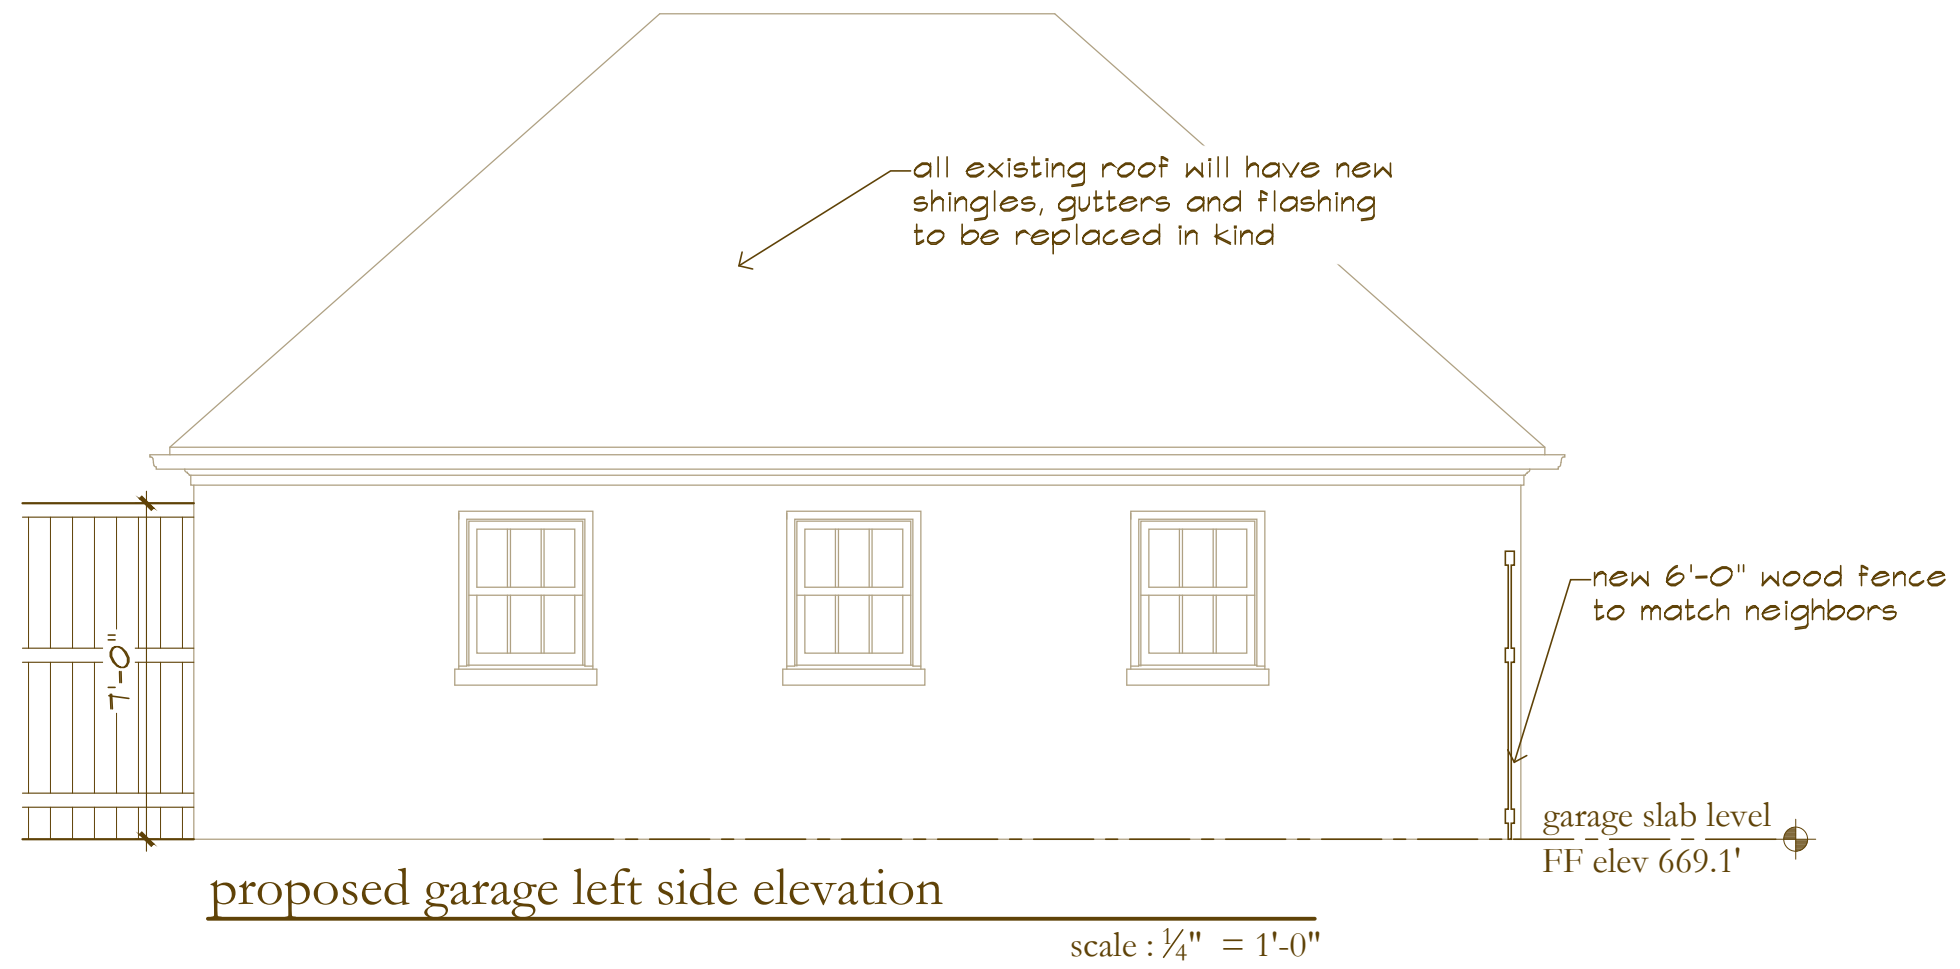 all existing roof will have new
shingles, gutters and flashing
to be replaced in kind
new 6'-0" wood fence
to match neighbors
7'-0"
garage slab level
FF elev 669.1'
proposed garage left side elevation
scale : ¼" = 1'-0"